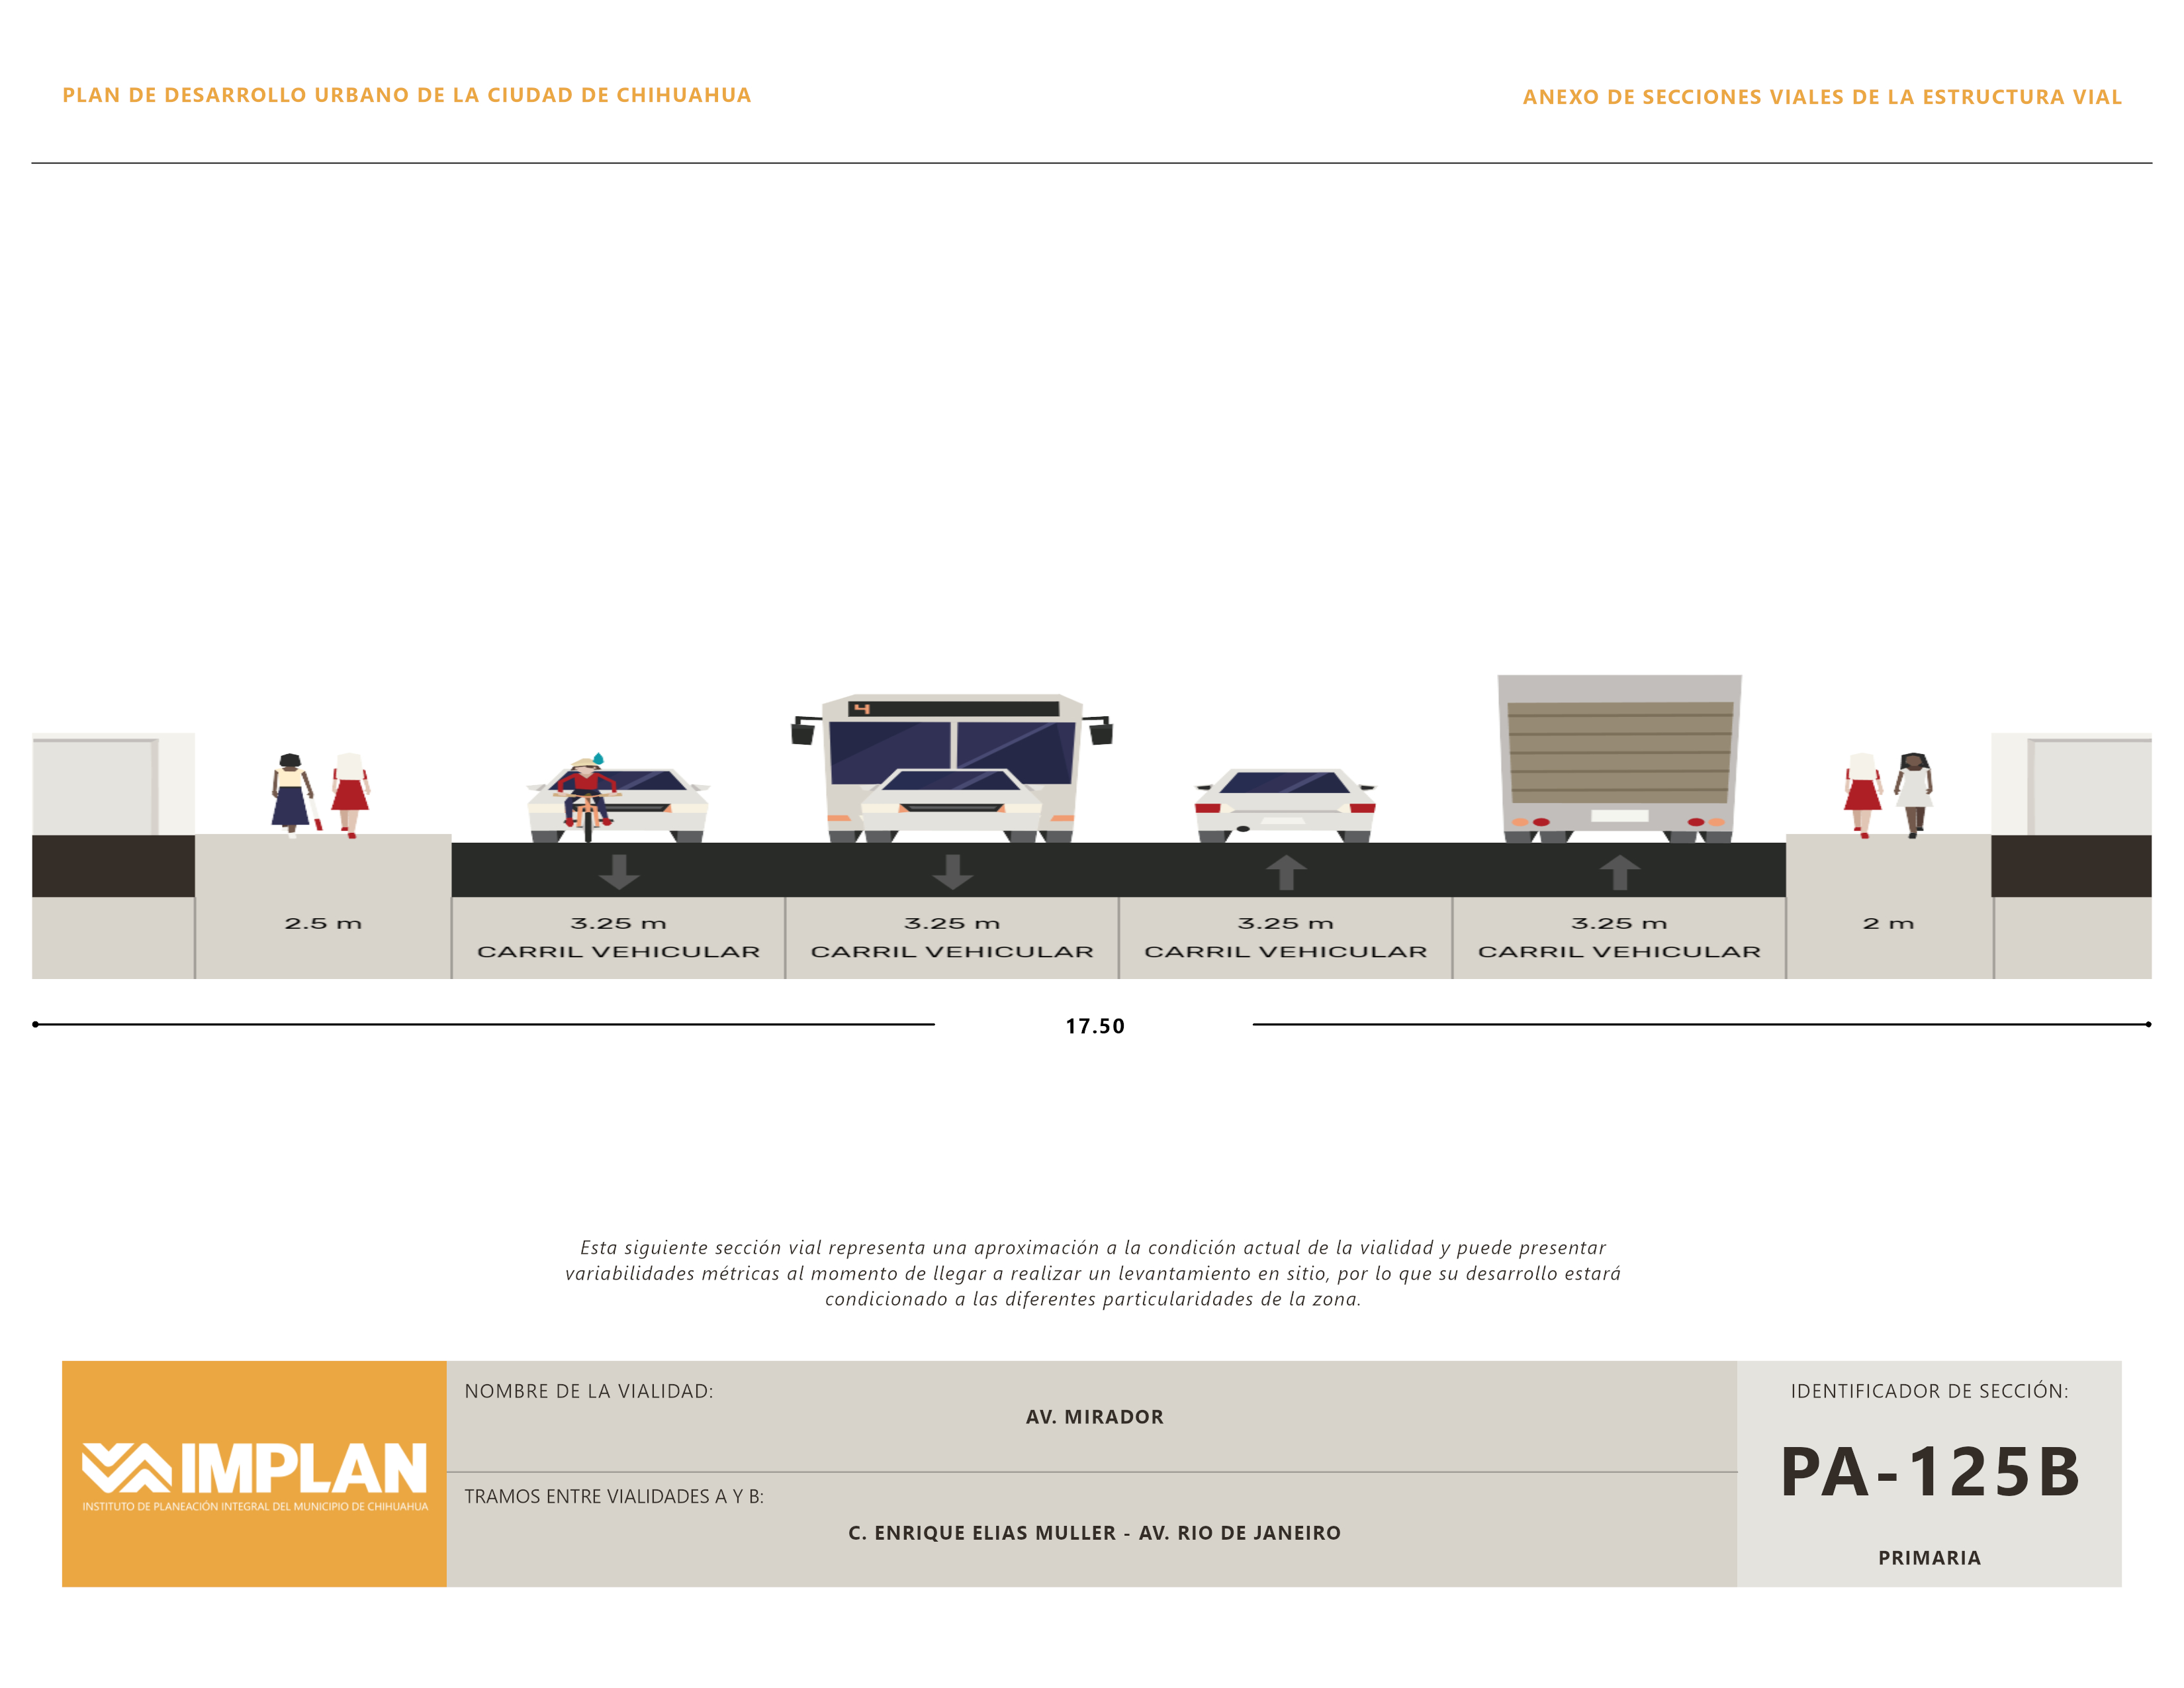 PLAN DE DESARROLLO URBANO DE LA CIUDAD DE CHIHUAHUA
ANEXO DE SECCIONES VIALES DE LA ESTRUCTURA VIAL
4
2.5 m
3.25 m
CARRIL VEHICULAR
3.25 m
CARRIL VEHICULAR
3.25 m
CARRIL VEHICULAR
3.25 m
CARRIL VEHICULAR
2 m
17.50
Esta siguiente sección vial representa una aproximación a la condición actual de la vialidad y puede presentar
variabilidades métricas al momento de llegar a realizar un levantamiento en sitio, por lo que su desarrollo estará
condicionado a las diferentes particularidades de la zona.
IMPLAN
INSTITUTO DE PLANEACIÓN INTEGRAL DEL MUNICIPIO DE CHIHUAHUA
NOMBRE DE LA VIALIDAD:
AV. MIRADOR
TRAMOS ENTRE VIALIDADES A Y B:
C. ENRIQUE ELIAS MULLER - AV. RIO DE JANEIRO
IDENTIFICADOR DE SECCIÓN:
PA-125B
PRIMARIA